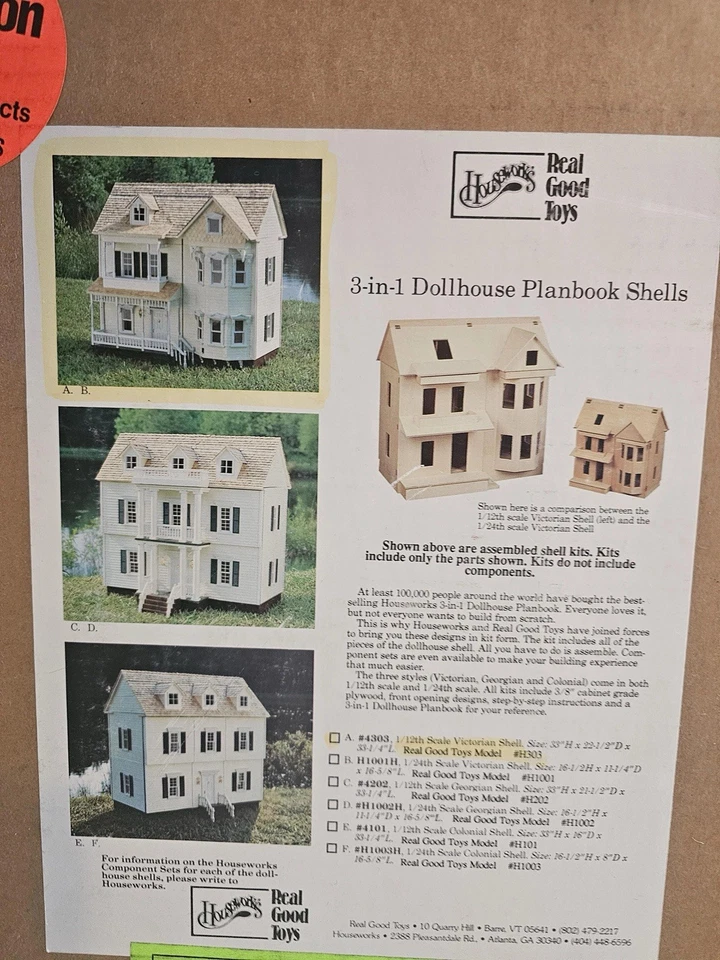 on
cts
s
Houseworks
Real
Good
Toys
3-in-1 Dollhouse Planbook Shells
A. B.
Shown here is a comparison between the
1/12th scale Victorian Shell (left) and the
1/24th scale Victorian Shell
Shown above are assembled shell kits. Kits
include only the parts shown. Kits do not include
components.
At least 100,000 people around the world have bought the best-
selling Houseworks 3-in-1 Dollhouse Planbook. Everyone loves it,
but not everyone wants to build from scratch.
This is why Houseworks and Real Good Toys have joined forces
to bring you these designs in kit form. The kit includes all of the
pieces of the dollhouse shell. All you have to do is assemble. Com-
ponent sets are even available to make your building experience
that much easier.
The three styles (Victorian, Georgian and Colonial) come in both
1/12th scale and 1/24th scale. All kits include 3/8" cabinet grade
plywood, front opening designs, step-by-step instructions and a
3-in-1 Dollhouse Planbook for your reference.
C. D.
A. #4303, 1/12th Scale Victorian Shell. Size: 33"H x 22-1/2"D x
33-1/4"L. Real Good Toys Model #H303
B. H1001H, 1/24th Scale Victorian Shell. Size: 16-1/2H x 11-1/4"D
x 16-5/8"L. Real Good Toys Model #H1001
C. #4202, 1/12th Scale Georgian Shell. Size: 33"H x 21-1/2"D x
33-1/4"L. Real Good Toys Model #H202
D. #H1002H, 1/24th Scale Georgian Shell. Size: 16-1/2"H x
11-1/4"D x 16-5/8"L. Real Good Toys Model #H1002
E. #4101, 1/12th Scale Colonial Shell. Size: 33"H x 16"D x
33-1/4"L. Real Good Toys Model #H101
F. #H1003H, 1/24th Scale Colonial Shell. Size: 16-1/2"H x 8"D x
16-5/8"L. Real Good Toys Model #H1003
E. F.
For information on the Houseworks
Component Sets for each of the doll-
house shells, please write to
Houseworks.
Houseworks
Real
Good
Toys
Real Good Toys • 10 Quarry Hill • Barre, VT 05641 • (802) 479-2217
Houseworks • 2388 Pleasantdale Rd., • Atlanta, GA 30340 • (404) 448-6596